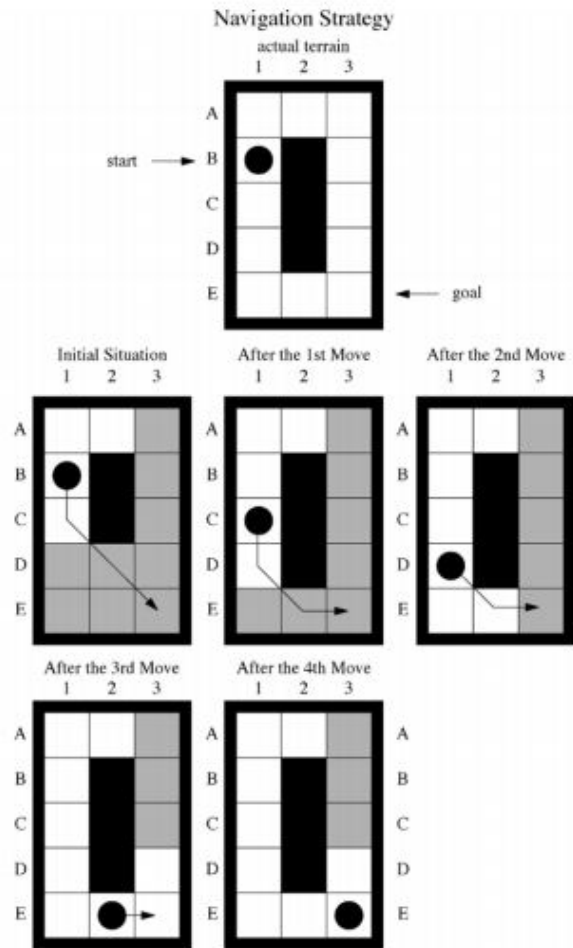 Navigation Strategy
actual terrain
1 2 3
A
start B
C
D
E goal
Initial Situation After the 1st Move After the 2nd Move
1 2 3 1 2 3 1 2 3
A A A
B B B
C C C
D D D
E E E
After the 3rd Move After the 4th Move
1 2 3 1 2 3
A A A
B B B
C C C
D D D
E E E